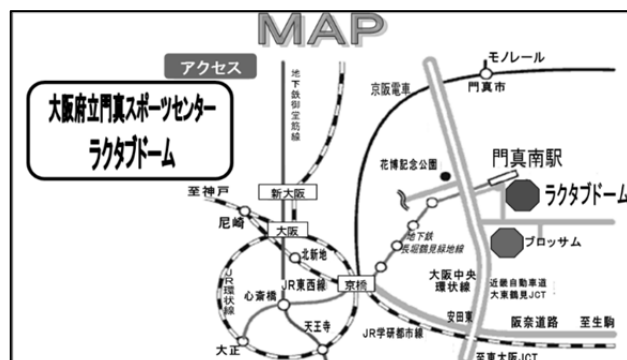 MAP
アクセス
大阪府立門真スポーツセンター
ラクタブドーム
地下鉄御堂筋線
モノレール
京阪電車
門真市
花博記念公園
門真南駅
ラクタブドーム
至神戸
新大阪
尼崎
大阪
北新地
地下鉄
長堀鶴見緑地線
ブロッサム
JR環状線
JR東西線
京橋
大阪中央
環状線
近畿自動車道
大東鶴見JCT
心斎橋
安田東
阪奈道路
至生駒
天王寺
JR学研都市線
大正
至東大阪JCT